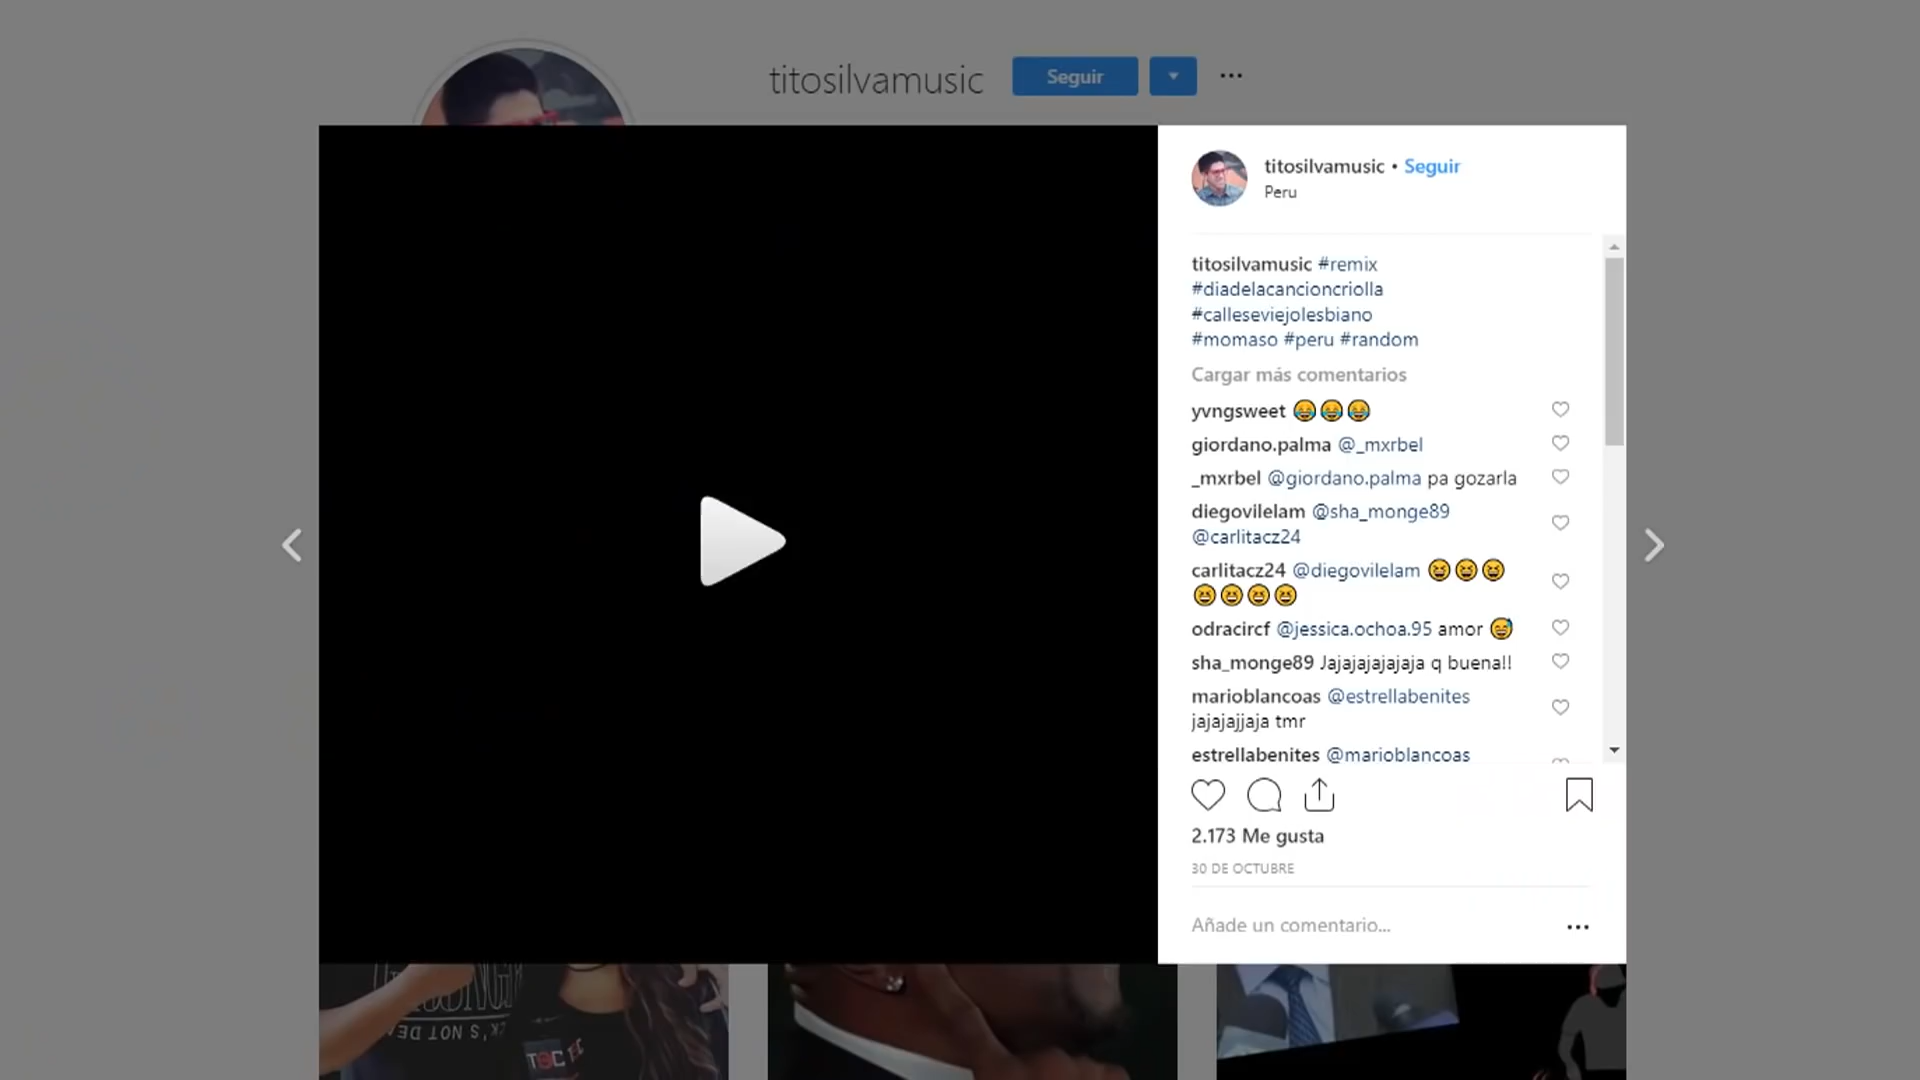 titosilvamusic Seguir
titosilvamusic • Seguir
Peru
titosilvamusic #remix
#diadelacancioncriolla
#calleseviejolesbiano
#momaso #peru #random
Cargar más comentarios
yvngsweet 😂😂😂
giordano.palma @_mxrbel
_mxrbel @giordano.palma pa gozarla
diegovilelam @sha_monge89
@carlitacz24
carlitacz24 @diegovilelam 😆😆😆
😆😆😆😆
odracircf @jessica.ochoa.95 amor 😅
sha_monge89 Jajajajajajaja q buena!!
marioblancoas @estrellabenites
jajajajjaja tmr
estrellabenites @marioblancoas
2.173 Me gusta
30 DE OCTUBRE
Añade un comentario...